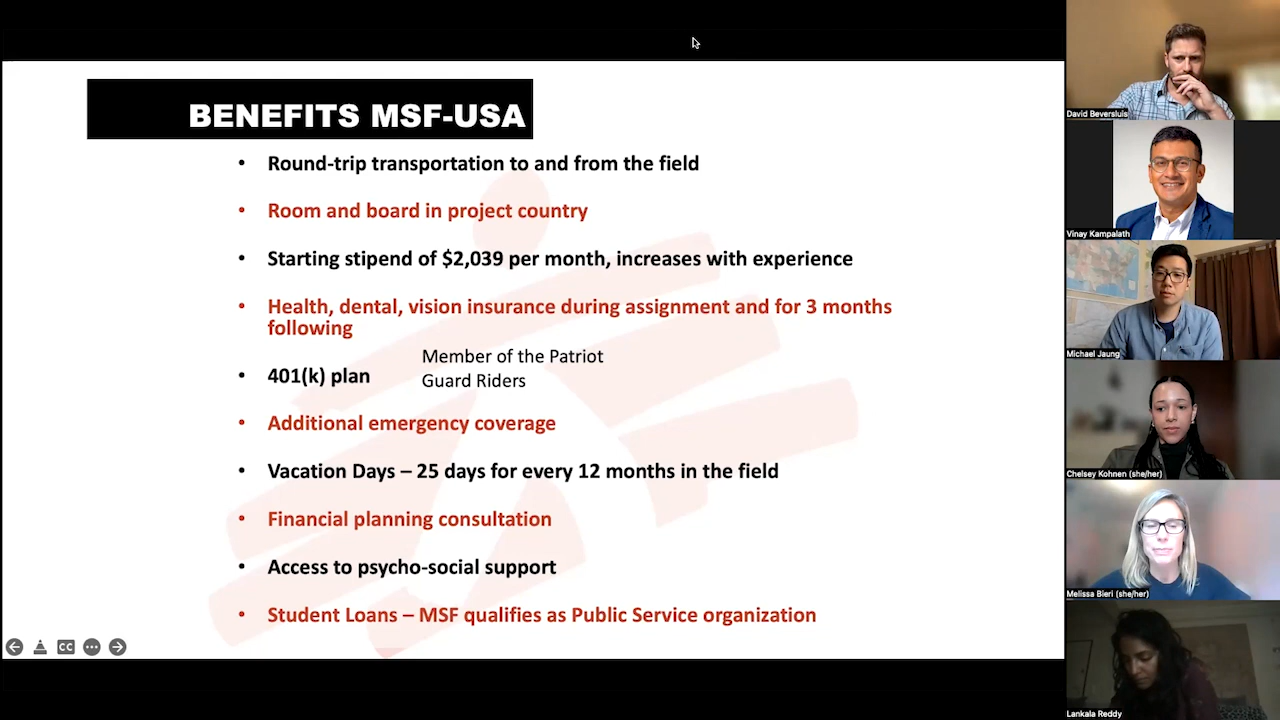 BENEFITS MSF-USA
• Round-trip transportation to and from the field
• Room and board in project country
• Starting stipend of $2,039 per month, increases with experience
• Health, dental, vision insurance during assignment and for 3 months
following
Member of the Patriot
Guard Riders
• 401(k) plan
• Additional emergency coverage
• Vacation Days – 25 days for every 12 months in the field
• Financial planning consultation
• Access to psycho-social support
• Student Loans – MSF qualifies as Public Service organization
CC
David Beversluis
Vinay Kampalath
Michael Jaung
Chelsey Kohnen (she/her)
Melissa Bieri (she/her)
Lankala Reddy